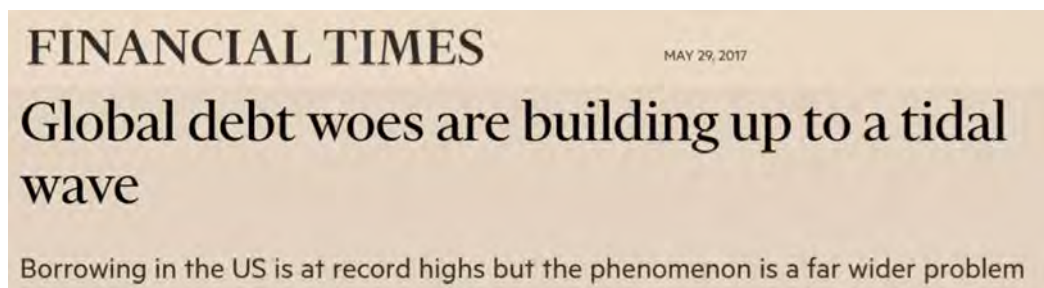 FINANCIAL TIMES
MAY 29, 2017
Global debt woes are building up to a tidal
wave
Borrowing in the US is at record highs but the phenomenon is a far wider problem